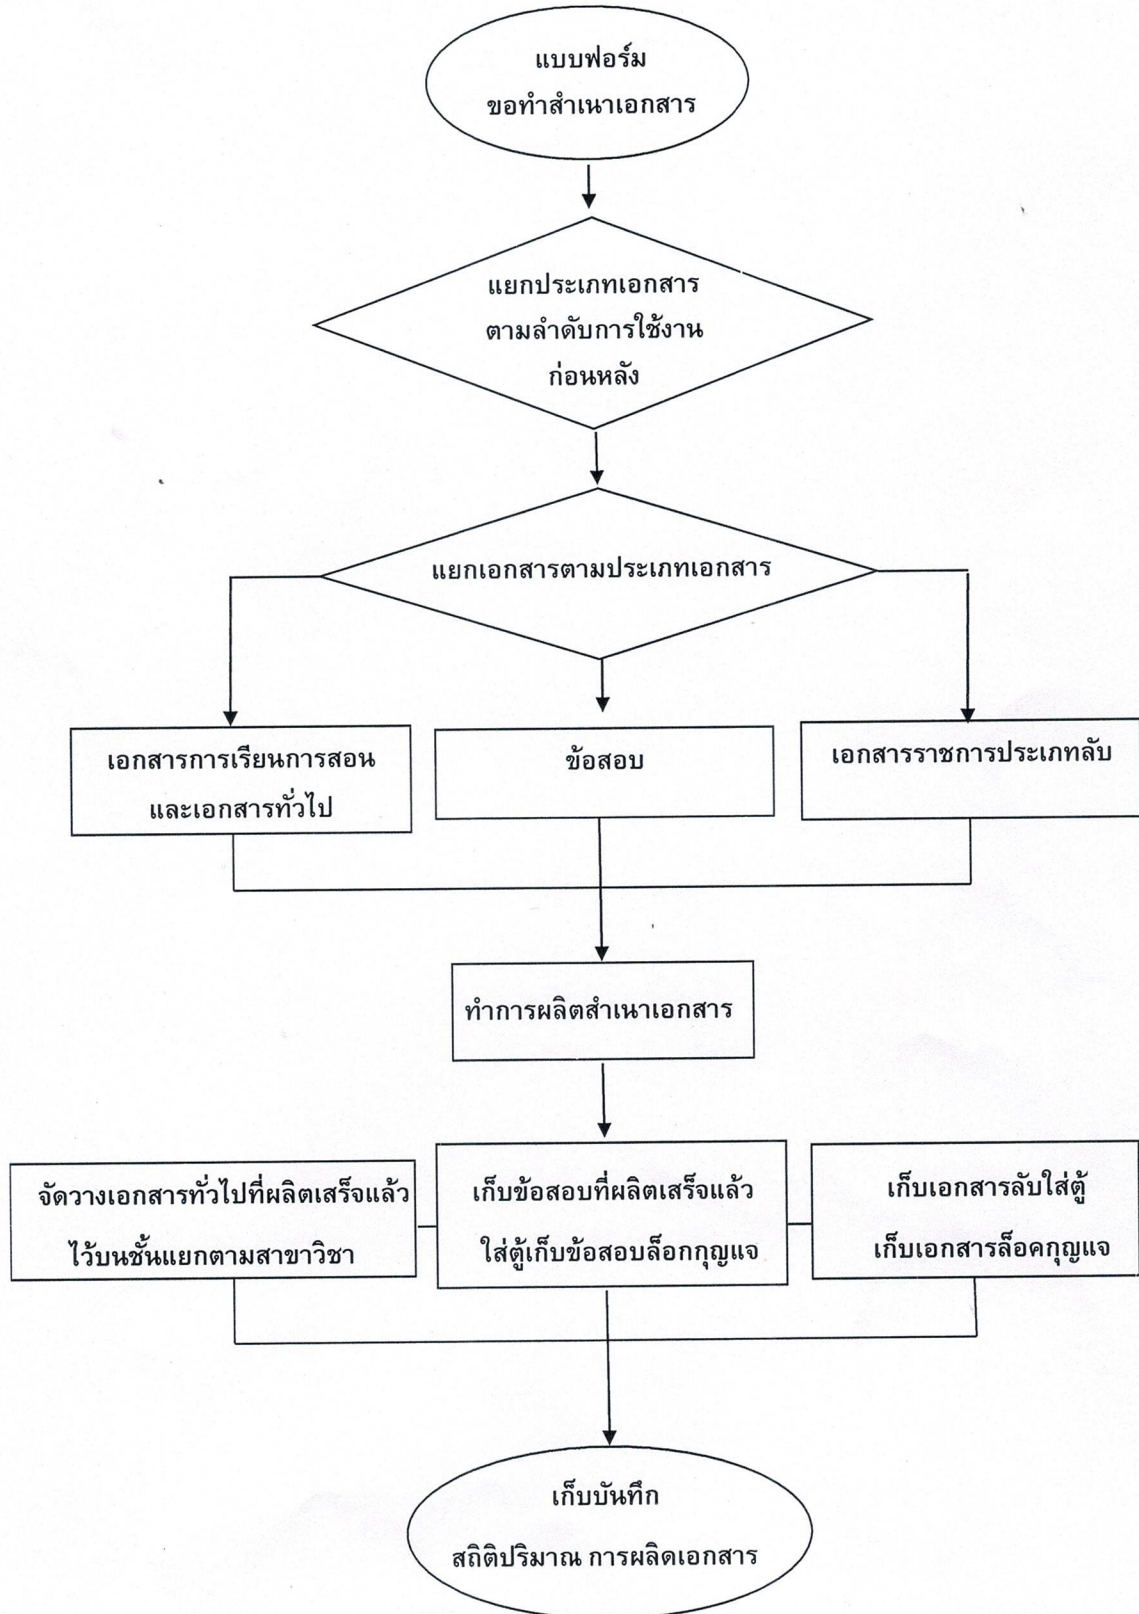 แบบฟอร์ม
ขอทำสำเนาเอกสาร
แยกประเภทเอกสาร
ตามลำดับการใช้งาน
ก่อนหลัง
แยกเอกสารตามประเภทเอกสาร
เอกสารการเรียนการสอน
และเอกสารทั่วไป
ข้อสอบ
เอกสารราชการประเภทลับ
ทำการผลิตสำเนาเอกสาร
จัดวางเอกสารทั่วไปที่ผลิตเสร็จแล้ว
ไว้บนชั้นแยกตามสาขาวิชา
เก็บข้อสอบที่ผลิตเสร็จแล้ว
ใส่ตู้เก็บข้อสอบล็อกกุญแจ
เก็บเอกสารลับใส่ตู้
เก็บเอกสารล็อคกุญแจ
เก็บบันทึก
สถิติปริมาณ การผลิดเอกสาร